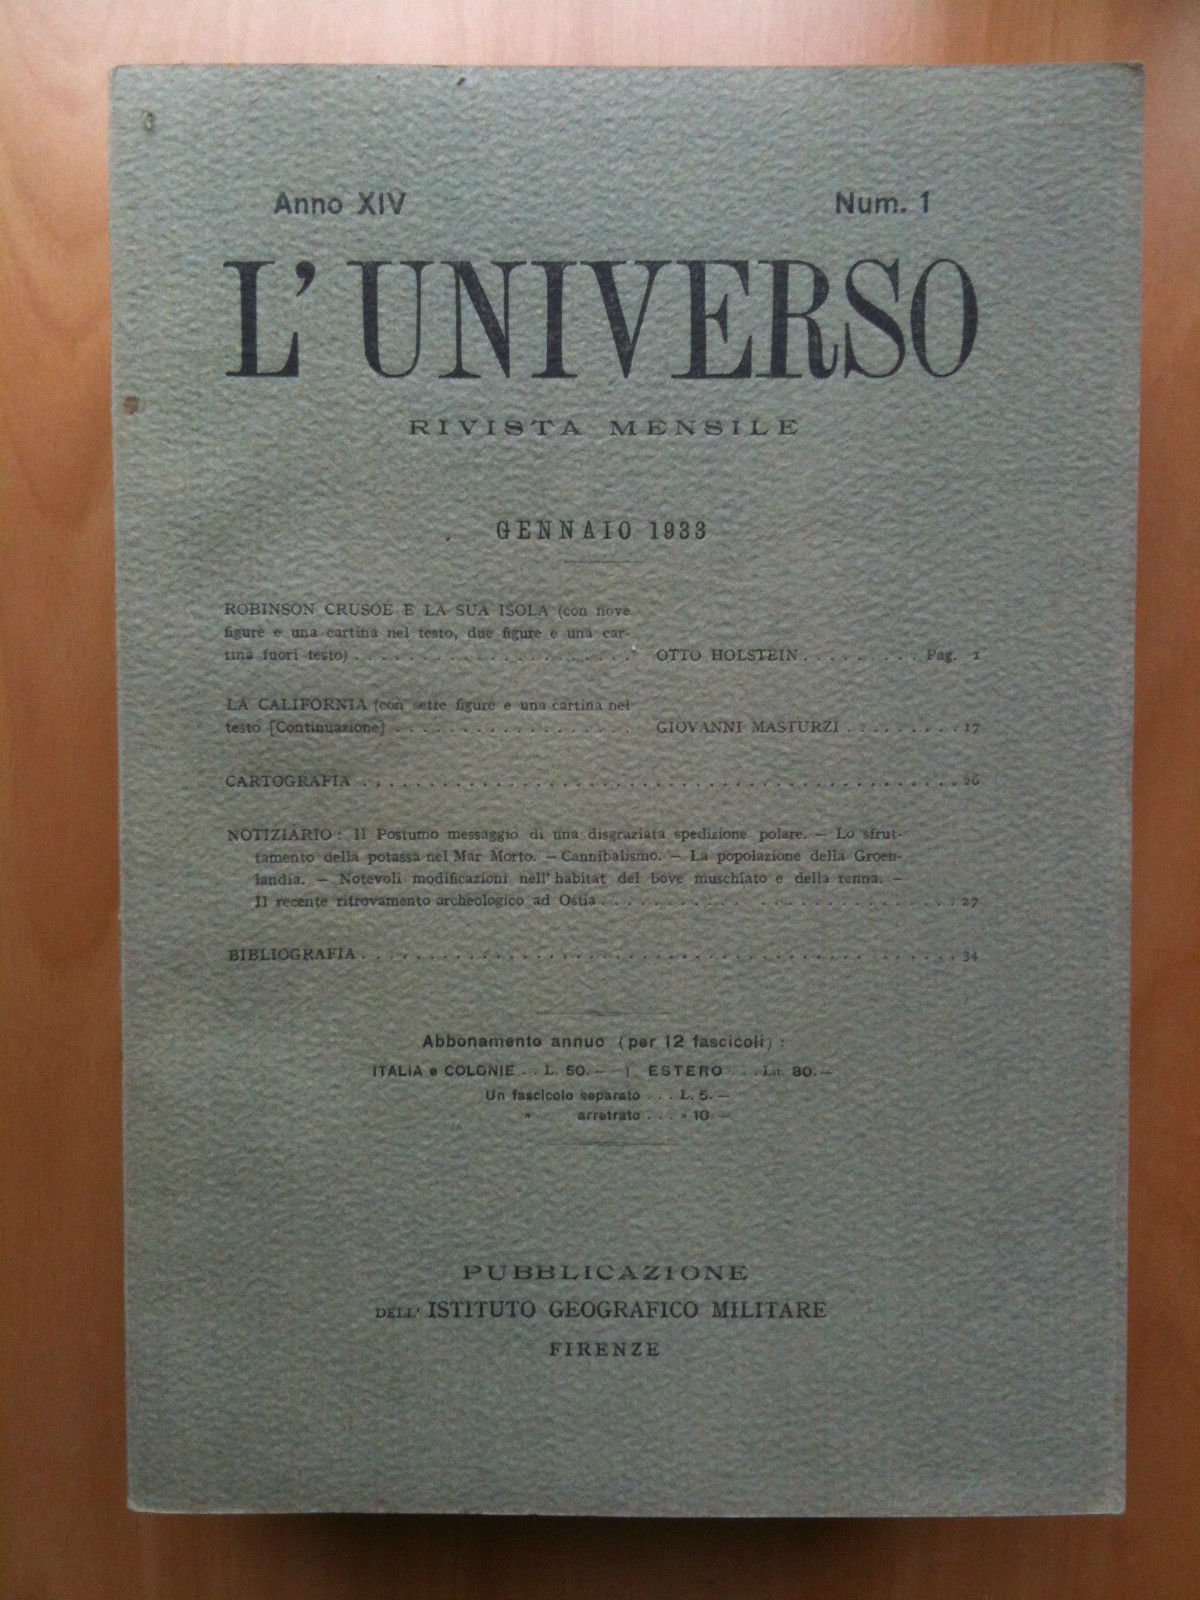 Anno XIV Num. 1
L'UNIVERSO
RIVISTA MENSILE
GENNAIO 1933
ROBINSON CRUSOE E LA SUA ISOLA (con nove
figure e una cartina nel testo, due figure e una car-
tina fuori testo) . . . . . . . . . . . . . . . . . . . . . OTTO HOLSTEIN . . . . . . . . . Pag. 1
LA CALIFORNIA (con sette figure e una cartina nel
testo [Continuazione] . . . . . . . . . . . . . . . . . . GIOVANNI MASTURZI . . . . . . . . . 17
CARTOGRAFIA . . . . . . . . . . . . . . . . . . . . . . . . . . . . . . . . . . . . . . . . . . . . . 26
NOTIZIARIO : Il Postumo messaggio di una disgraziata spedizione polare. — Lo sfrut-
tamento della potassa nel Mar Morto. — Cannibalismo. — La popolazione della Groen-
landia. — Notevoli modificazioni nell' habitat del bove muschiato e della renna. —
Il recente ritrovamento archeologico ad Ostia . . . . . . . . . . . . . . . . . . . . . . . . . 27
BIBLIOGRAFIA . . . . . . . . . . . . . . . . . . . . . . . . . . . . . . . . . . . . . . . . . . . . 34
Abbonamento annuo (per 12 fascicoli) :
ITALIA e COLONIE . . L. 50.— | ESTERO . . . Lit. 80.—
Un fascicolo separato . . . L. 5.—
» arretrato . . . » 10 —
PUBBLICAZIONE
DELL' ISTITUTO GEOGRAFICO MILITARE
FIRENZE